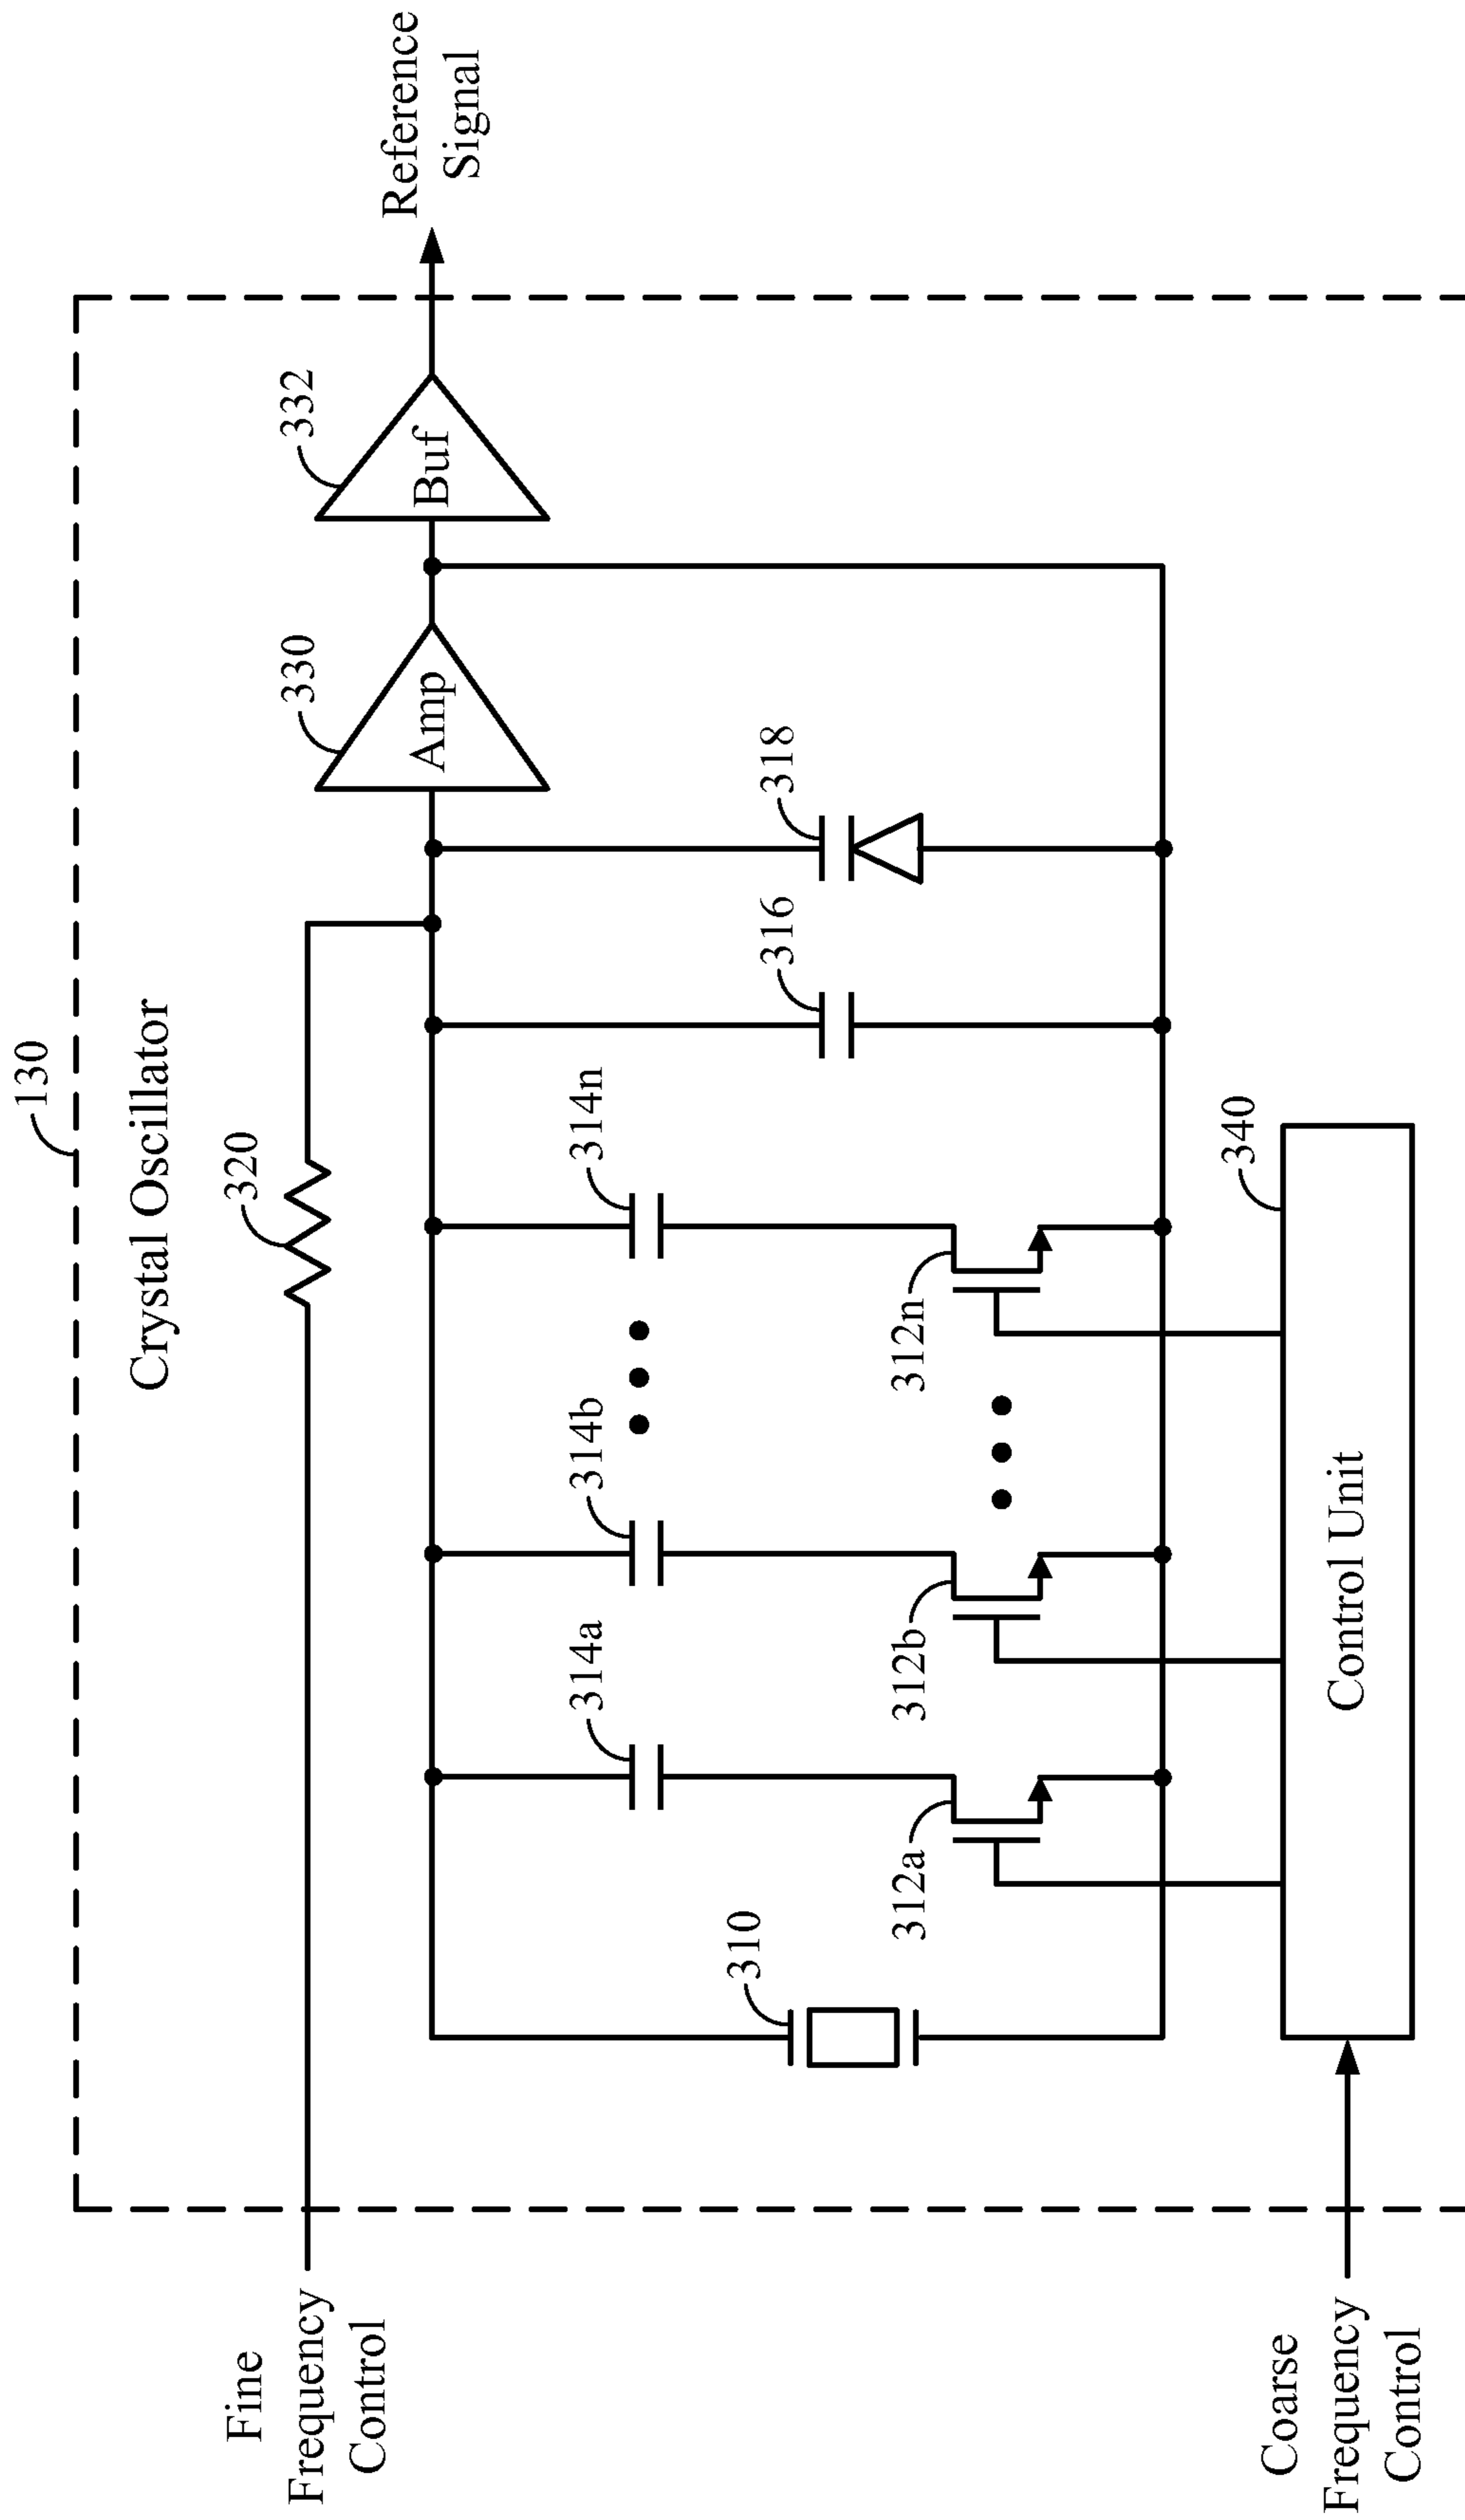 130
Crystal Oscillator
Fine
Frequency
Control
320
330
332
Amp
Buf
Reference
Signal
314a
314b
314n
316
318
310
312a
312b
312n
340
Control Unit
Coarse
Frequency
Control